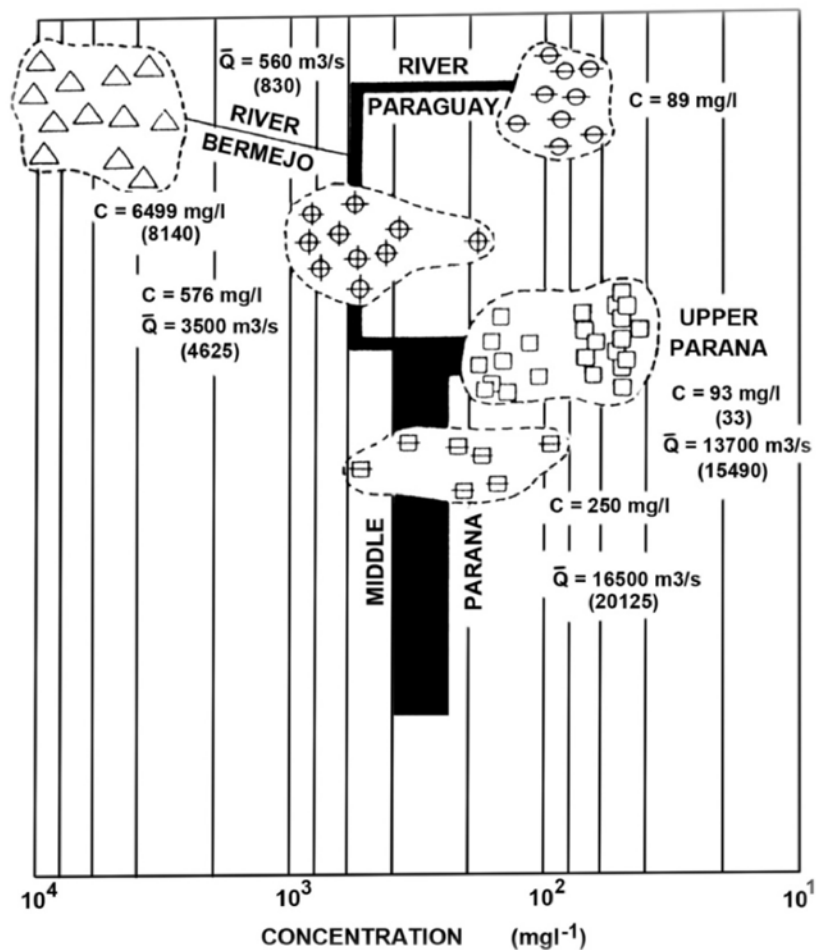 Q̄ = 560 m3/s
(830)
RIVER
PARAGUAY
C = 89 mg/l
RIVER
BERMEJO
C = 6499 mg/l
(8140)
C = 576 mg/l
Q̄ = 3500 m3/s
(4625)
UPPER
PARANA
C = 93 mg/l
(33)
Q̄ = 13700 m3/s
(15490)
C = 250 mg/l
MIDDLE
PARANA
Q̄ = 16500 m3/s
(20125)
10⁴ 10³ 10² 10¹
CONCENTRATION (mgl⁻¹)